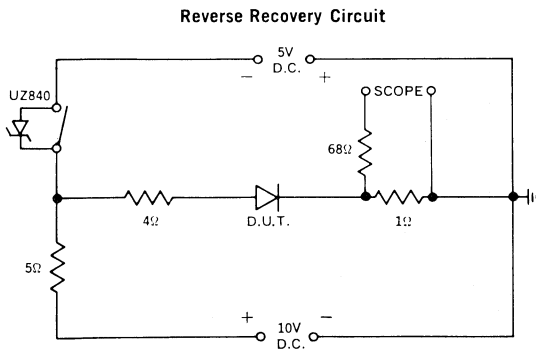 Reverse Recovery Circuit
5V
D.C.
− +
UZ840
SCOPE
68Ω
4Ω
D.U.T.
1Ω
5Ω
+ −
10V
D.C.